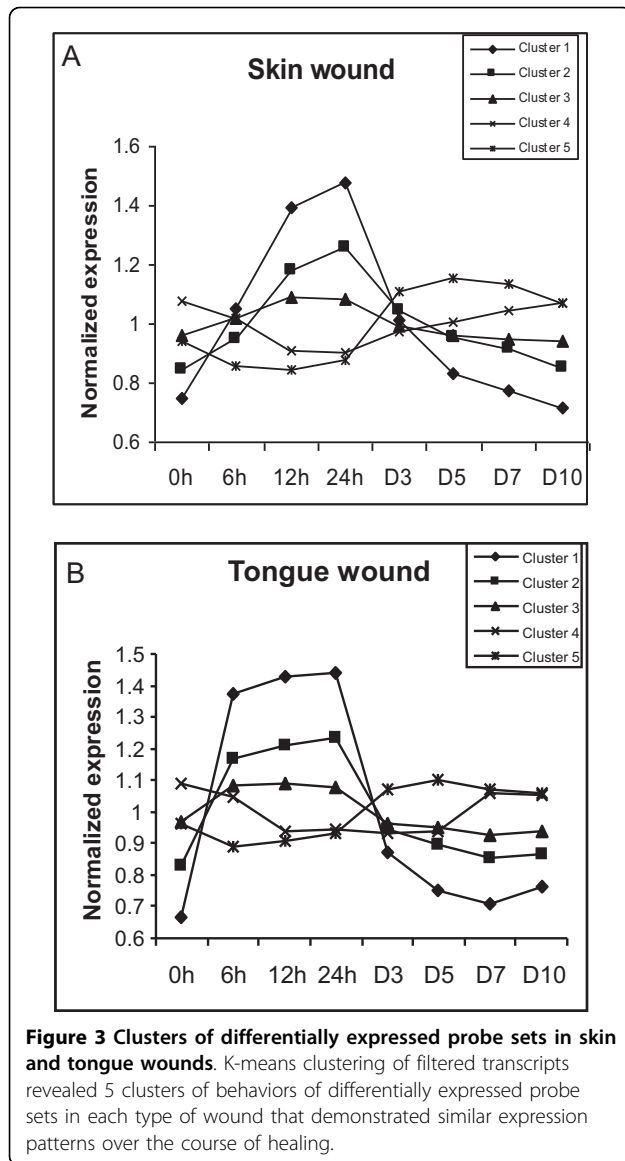 A
Skin wound
Cluster 1
Cluster 2
Cluster 3
Cluster 4
Cluster 5
Normalized expression
1.6
1.4
1.2
1
0.8
0.6
0h 6h 12h 24h D3 D5 D7 D10
B
Tongue wound
Cluster 1
Cluster 2
Cluster 3
Cluster 4
Cluster 5
Normalized expression
1.5
1.4
1.3
1.2
1.1
1
0.9
0.8
0.7
0.6
0h 6h 12h 24h D3 D5 D7 D10
Figure 3 Clusters of differentially expressed probe sets in skin
and tongue wounds. K-means clustering of filtered transcripts
revealed 5 clusters of behaviors of differentially expressed probe
sets in each type of wound that demonstrated similar expression
patterns over the course of healing.